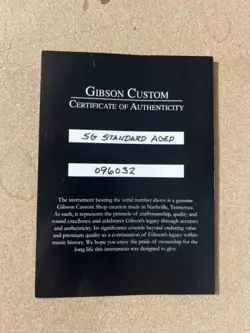 GIBSON CUSTOM
CERTIFICATE OF AUTHENTICITY
SG STANDARD AGED
096032
The instrument bearing the serial number above is a genuine
Gibson Custom Shop creation made in Nashville, Tennessee.
As such, it represents the pinnacle of craftsmanship, quality and
sound excellence and celebrates Gibson's legacy through accuracy
and authenticity. Its significance extends beyond enduring value
and premium quality as a continuation of Gibson's legacy within
music history. We hope you enjoy the pride of ownership for the
long life this instrument was designed to give.